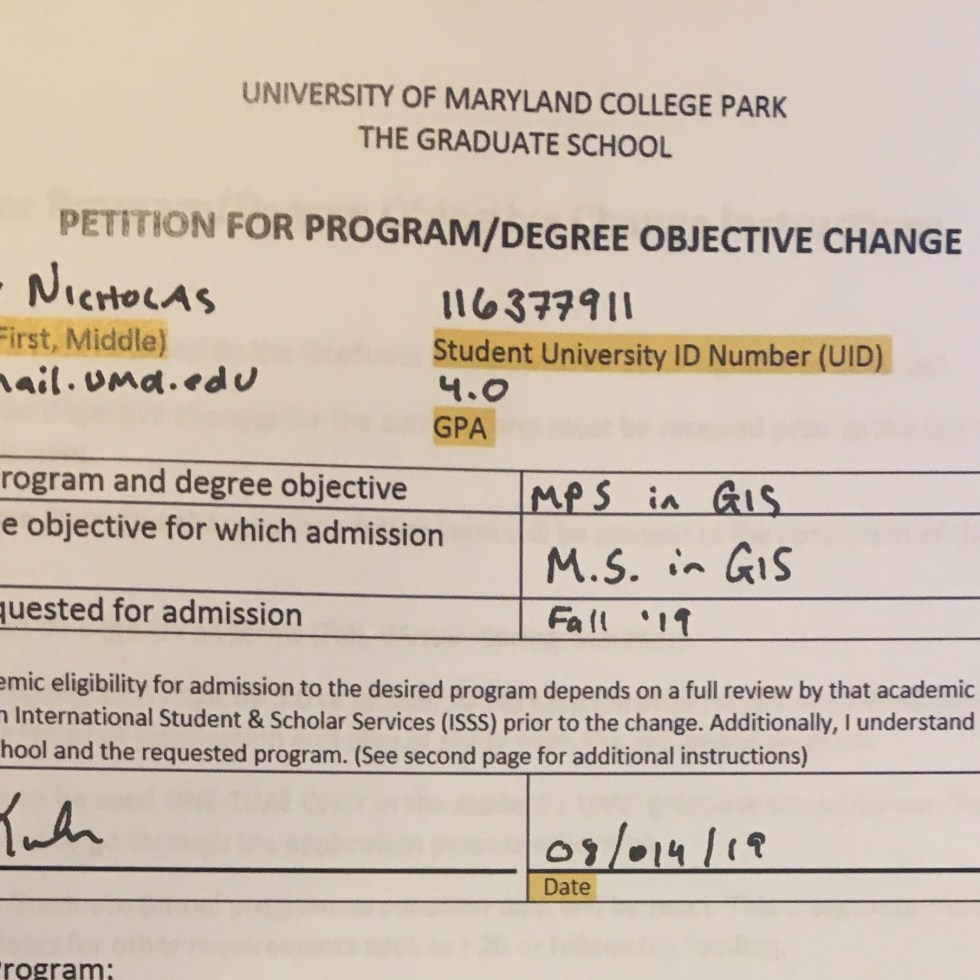 UNIVERSITY OF MARYLAND COLLEGE PARK
THE GRADUATE SCHOOL
PETITION FOR PROGRAM/DEGREE OBJECTIVE CHANGE
NICHOLAS 116377911
First, Middle) Student University ID Number (UID)
mail.umd.edu 4.0
GPA
rogram and degree objective MPS in GIS
e objective for which admission
M.S. in GIS
quested for admission Fall '19
emic eligibility for admission to the desired program depends on a full review by that academic
n International Student & Scholar Services (ISSS) prior to the change. Additionally, I understand
hool and the requested program. (See second page for additional instructions)
08/014/19
Date
rogram: